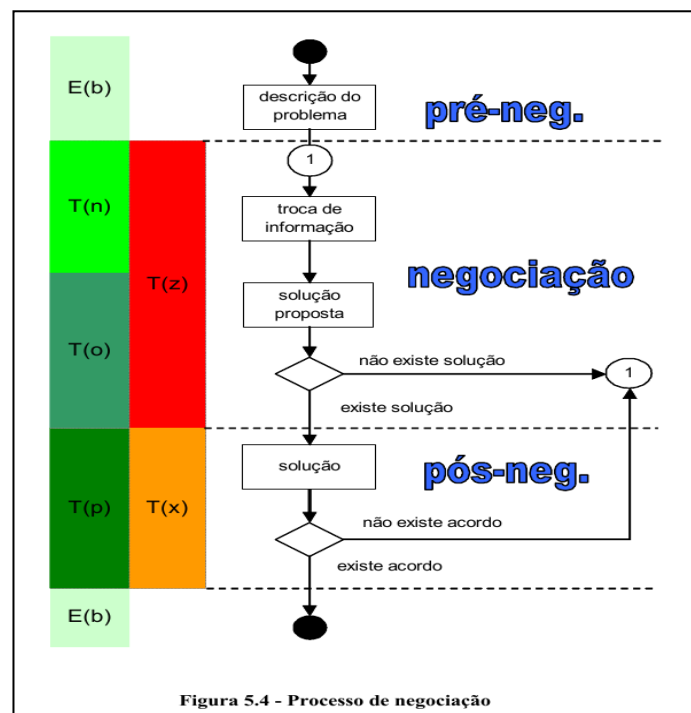 E(b)
descrição do
problema
pré-neg.
1
T(n)
troca de
informação
T(z)
negociação
solução
proposta
T(o)
não existe solução
1
existe solução
solução
pós-neg.
T(p)
T(x)
não existe acordo
existe acordo
E(b)
Figura 5.4 - Processo de negociação